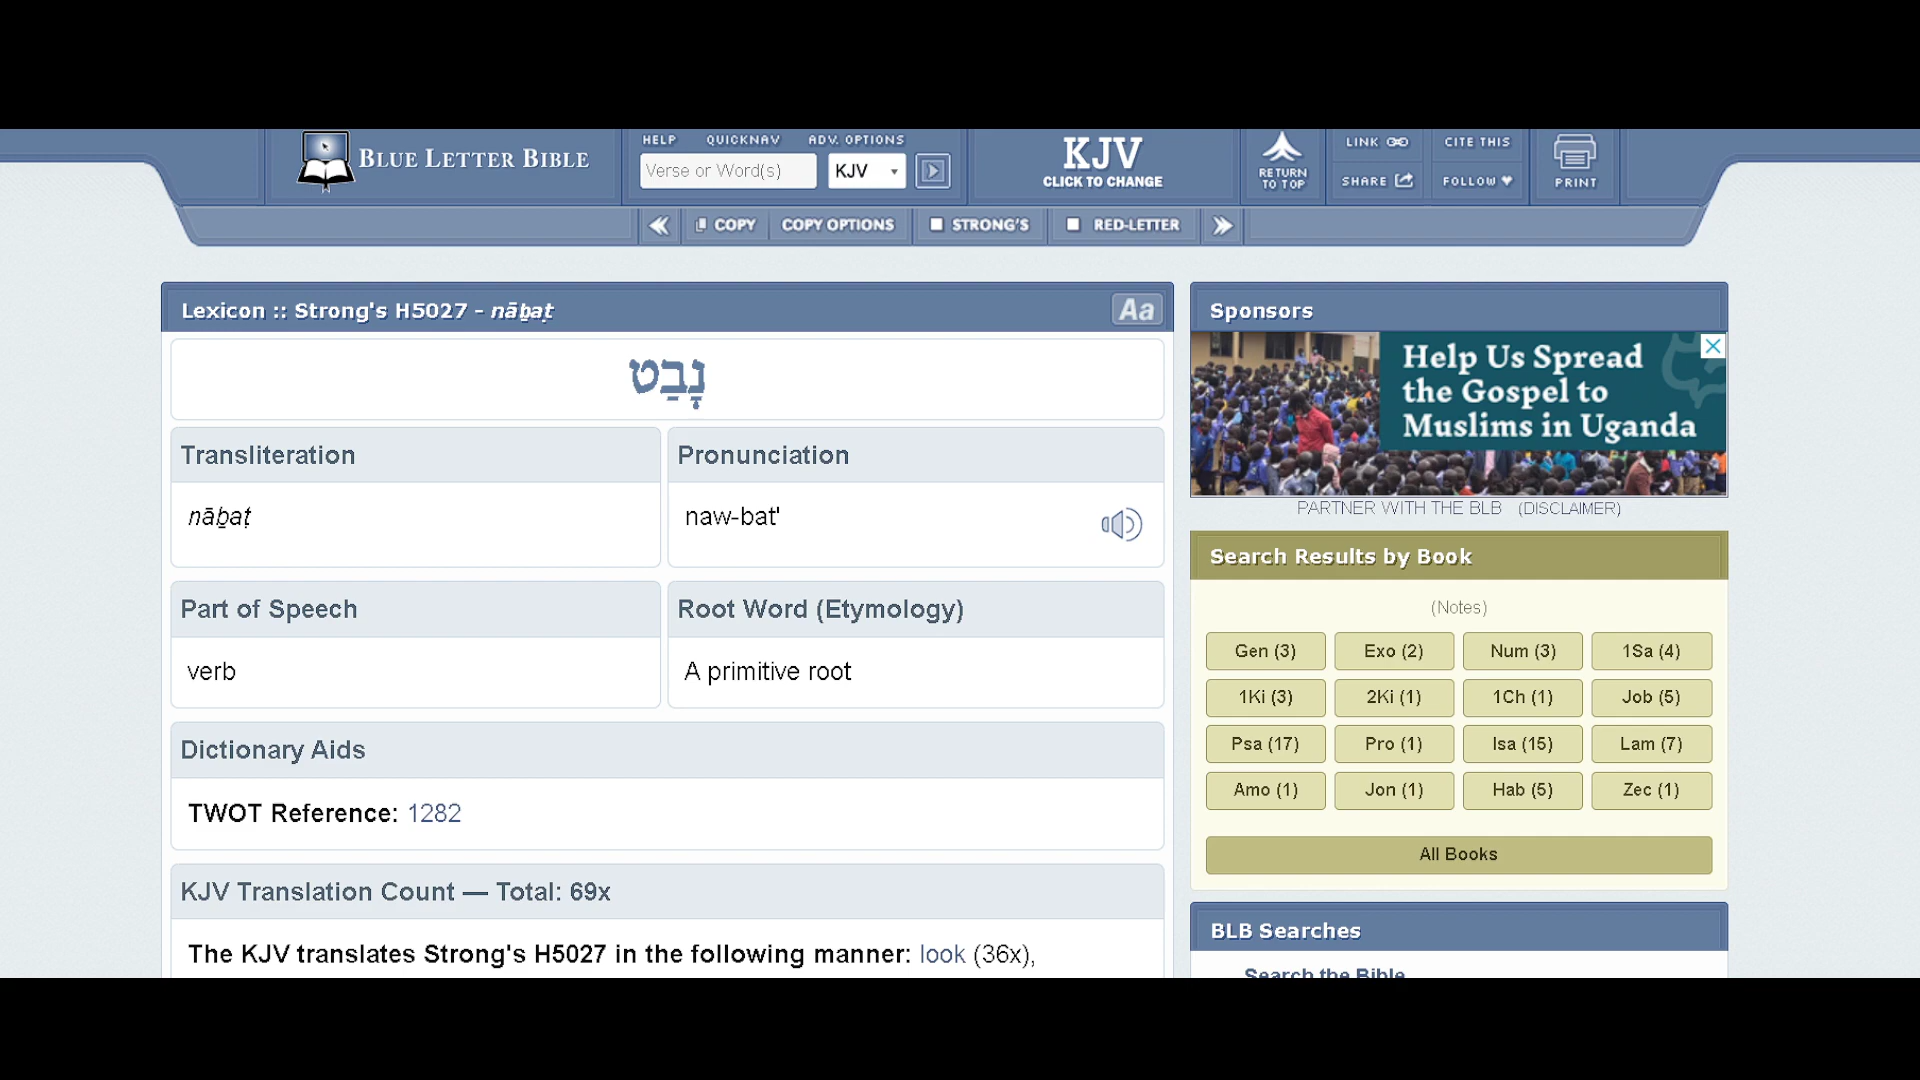 BLUE LETTER BIBLE
HELP QUICKNAV ADV. OPTIONS
Verse or Word(s) KJV
KJV
CLICK TO CHANGE
RETURN
TO TOP
LINK
SHARE
CITE THIS
FOLLOW
PRINT
COPY COPY OPTIONS STRONG'S RED-LETTER
Lexicon :: Strong's H5027 - nāḇaṭ
Aa
נָבַט
Transliteration
nāḇaṭ
Pronunciation
naw-bat'
Part of Speech
verb
Root Word (Etymology)
A primitive root
Dictionary Aids
TWOT Reference: 1282
KJV Translation Count — Total: 69x
The KJV translates Strong's H5027 in the following manner: look (36x),
Sponsors
Help Us Spread
the Gospel to
Muslims in Uganda
PARTNER WITH THE BLB (DISCLAIMER)
Search Results by Book
(Notes)
Gen (3) Exo (2) Num (3) 1Sa (4)
1Ki (3) 2Ki (1) 1Ch (1) Job (5)
Psa (17) Pro (1) Isa (15) Lam (7)
Amo (1) Jon (1) Hab (5) Zec (1)
All Books
BLB Searches
Search the Bible